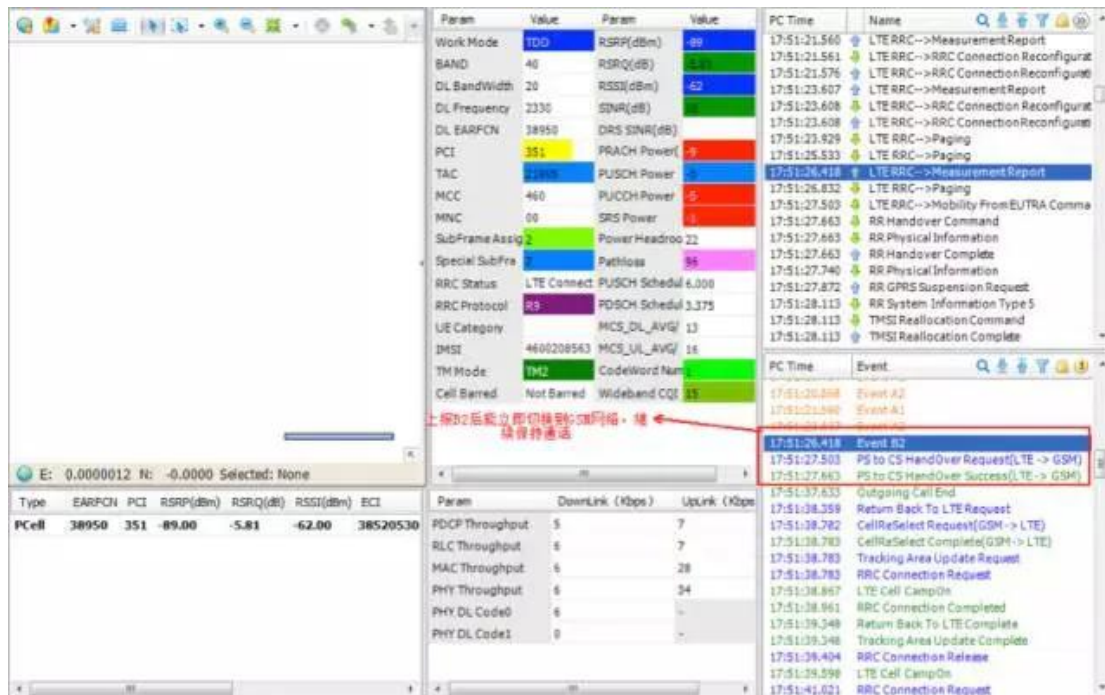 Param Value Param Value
Work Mode TDD RSRP(dBm) -89
BAND 40 RSRQ(dB) -5.81
DL BandWidth 20 RSSI(dBm) -62
DL Frequency 2330 SINR(dB)
DL EARFCN 38950 DRS SINR(dB)
PCI 351 PRACH Power( -9
TAC PUSCH Power
MCC 460 PUCCH Power -5
MNC 00 SRS Power
SubFrame Assig 2 Power Headroo 22
Special SubFra 7 Pathloss 96
RRC Status LTE Connect PUSCH Schedul 6.000
RRC Protocol R9 PDSCH Schedul 3.375
UE Category MCS_DL_AVG/ 13
IMSI 4600208563 MCS_UL_AVG/ 16
TM Mode TM2 CodeWord Num 1
Cell Barred Not Barred Wideband CQI 15
上报B2后能立即切换到GSM网络，继
续保持通话
PC Time Name
17:51:21.560 LTE RRC-->MeasurementReport
17:51:21.561 LTE RRC-->RRC Connection Reconfigurat
17:51:21.576 LTE RRC-->RRC Connection Reconfigurati
17:51:23.607 LTE RRC-->MeasurementReport
17:51:23.608 LTE RRC-->RRC Connection Reconfigurat
17:51:23.608 LTE RRC-->RRC Connection Reconfigurati
17:51:23.929 LTE RRC-->Paging
17:51:25.533 LTE RRC-->Paging
17:51:26.418 LTE RRC-->MeasurementReport
17:51:26.832 LTE RRC-->Paging
17:51:27.503 LTE RRC-->Mobility FromEUTRA Comma
17:51:27.663 RR Handover Command
17:51:27.663 RR Physical Information
17:51:27.663 RR Handover Complete
17:51:27.740 RR Physical Information
17:51:27.872 RR GPRS Suspension Request
17:51:28.113 RR System Information Type 5
17:51:28.113 TMSI Reallocation Command
17:51:28.113 TMSI Reallocation Complete
PC Time Event
Event A2
Event A1
17:51:26.418 Event B2
17:51:27.503 PS to CS HandOver Request(LTE -> GSM)
17:51:27.663 PS to CS HandOver Success(LTE -> GSM)
17:51:37.633 Outgoing Call End
17:51:38.359 Return Back To LTE Request
17:51:38.782 CellReSelect Request(GSM -> LTE)
17:51:38.783 CellReSelect Complete(GSM -> LTE)
17:51:38.783 Tracking Area Update Request
17:51:38.783 RRC Connection Request
17:51:38.867 LTE Cell CampOn
17:51:38.961 RRC Connection Completed
17:51:39.348 Return Back To LTE Complete
17:51:39.348 Tracking Area Update Complete
17:51:39.404 RRC Connection Release
17:51:39.598 LTE Cell CampOn
17:51:41.021 RRC Connection Request
E: 0.0000012 N: -0.0000 Selected: None
Type EARFCN PCI RSRP(dBm) RSRQ(dB) RSSI(dBm) ECI
PCell 38950 351 -89.00 -5.81 -62.00 38520530
Param DownLink (Kbps) UpLink (Kbps
PDCP Throughput 5 7
RLC Throughput 6 7
MAC Throughput 6 28
PHY Throughput 6 34
PHY DL Code0 6 -
PHY DL Code1 0 -